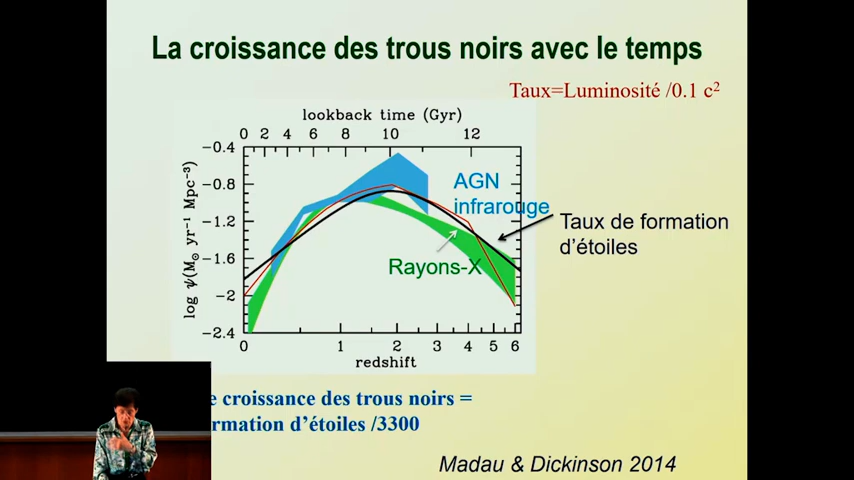 La croissance des trous noirs avec le temps
Taux=Luminosité /0.1 c²
lookback time (Gyr)
0 2 4 6 8 10 12
-0.4
-0.8
-1.2
-1.6
-2
-2.4
log ψ(M☉ yr⁻¹ Mpc⁻³)
AGN
infrarouge
Taux de formation
d'étoiles
Rayons-X
0 1 2 3 4 5 6
redshift
croissance des trous noirs =
d'étoiles /3300
Madau & Dickinson 2014